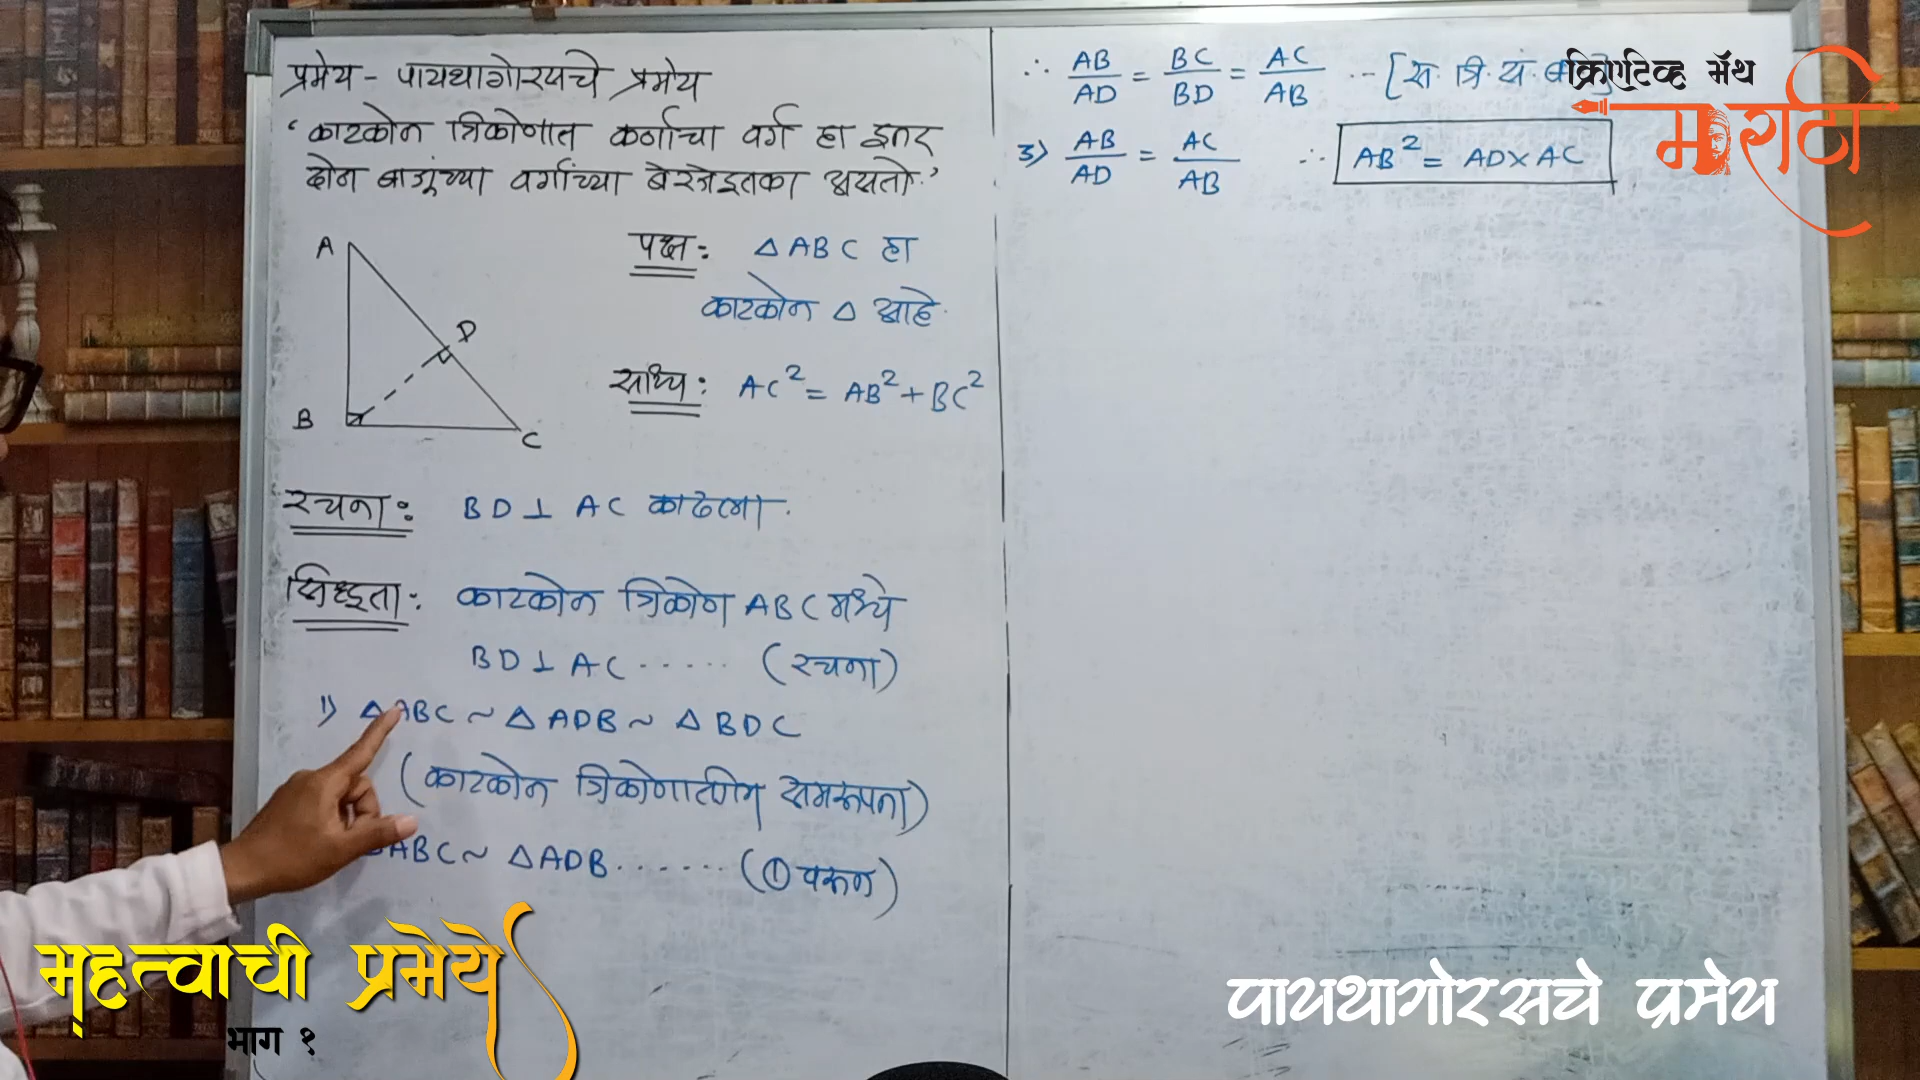 प्रमेय - पायथागोरसचे प्रमेय
‘काटकोन त्रिकोणात कर्णाचा वर्ग हा इतर
दोन बाजूंच्या वर्गांच्या बेरजेइतका असतो.’
A
D
B
C
पक्ष: △ABC हा
काटकोन △ आहे.
साध्य: AC² = AB² + BC²
रचना: BD ⊥ AC काढला.
सिद्धता: काटकोन त्रिकोण ABC मध्ये
BD ⊥ AC ..... (रचना)
1) △ABC ~ △ADB ~ △BDC
(काटकोन त्रिकोणातील समरूपता)
ABC ~ △ADB ...... (① वरून)
∴ AB/AD = BC/BD = AC/AB ... [स. त्रि. सं.
3) AB/AD = AC/AB ∴ AB² = AD × AC
क्रिएटिव्ह मॅथ
मराठी
महत्वाची प्रमेये
भाग १
पायथागोरसचे प्रमेय